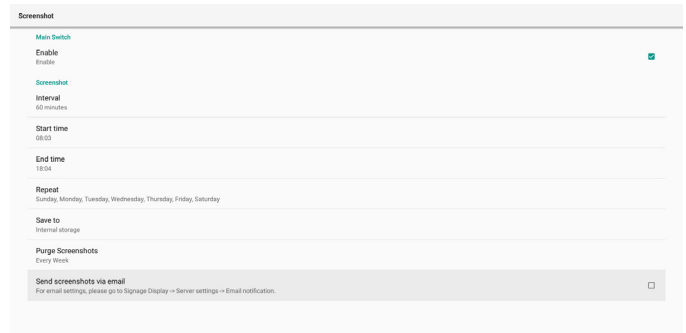 Screenshot
Main Switch
Enable
Enable
Screenshot
Interval
60 minutes
Start time
08:03
End time
18:04
Repeat
Sunday, Monday, Tuesday, Wednesday, Thursday, Friday, Saturday
Save to
Internal storage
Purge Screenshots
Every Week
Send screenshots via email
For email settings, please go to Signage Display -> Server settings -> Email notification.